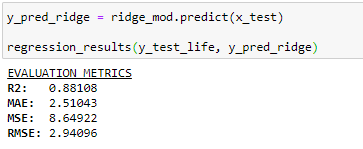 y_pred_ridge = ridge_mod.predict(x_test)
regression_results(y_test_life, y_pred_ridge)
EVALUATION METRICS
R2: 0.88108
MAE: 2.51043
MSE: 8.64922
RMSE: 2.94096